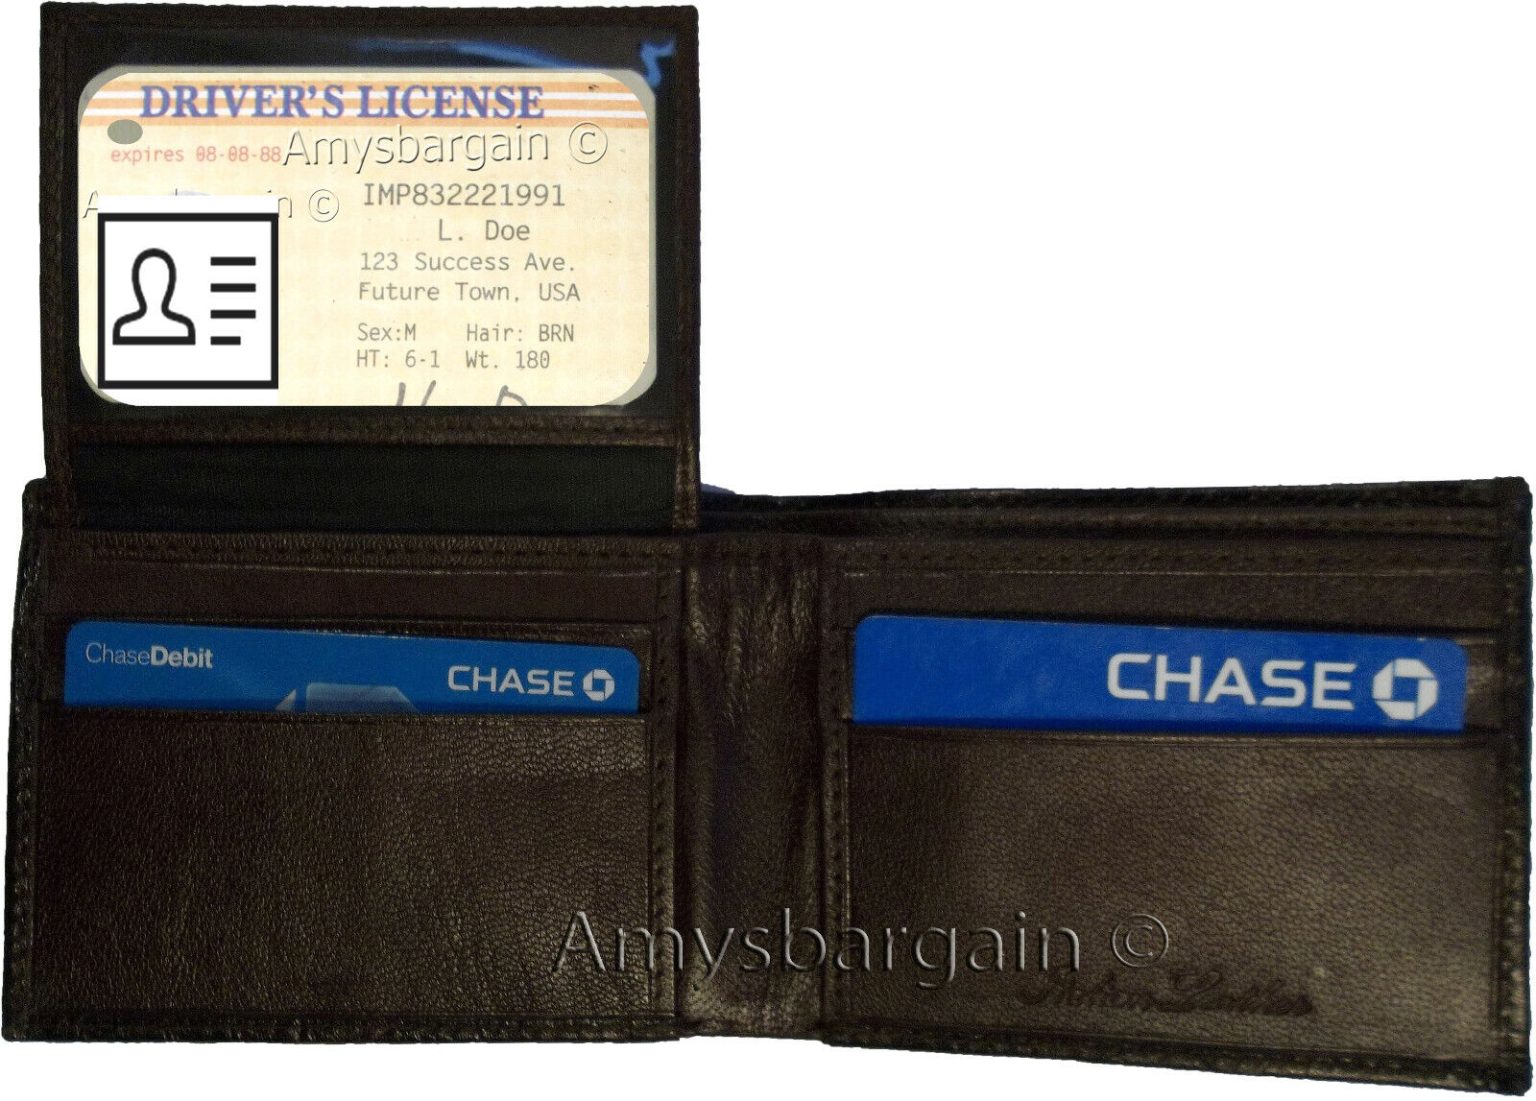 DRIVER'S LICENSE
expires 08-08-88
Amysbargain ©
n ©
IMP832221991
L. Doe
123 Success Ave.
Future Town, USA
Sex:M Hair: BRN
HT: 6-1 Wt. 180
ChaseDebit
CHASE
CHASE
Amysbargain ©